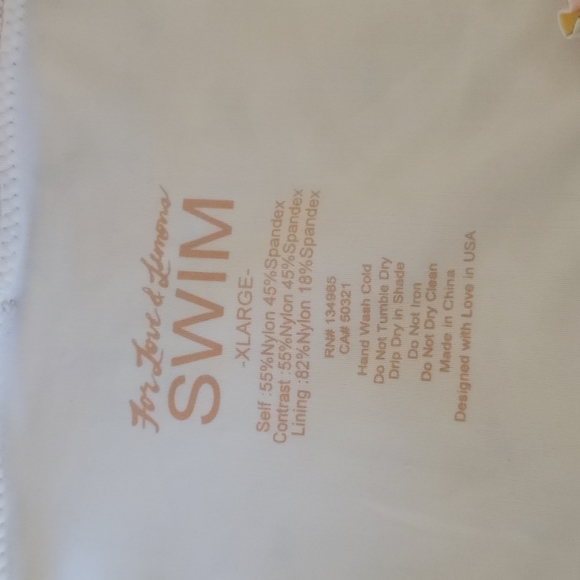 For Love & Lemons
SWIM
-XLARGE-
Self :55%Nylon 45%Spandex
Contrast :55%Nylon 45%Spandex
Lining :82%Nylon 18%Spandex
RN# 134985
CA# 50321
Hand Wash Cold
Do Not Tumble Dry
Drip Dry in Shade
Do Not Iron
Do Not Dry Clean
Made in China
Designed with Love in USA